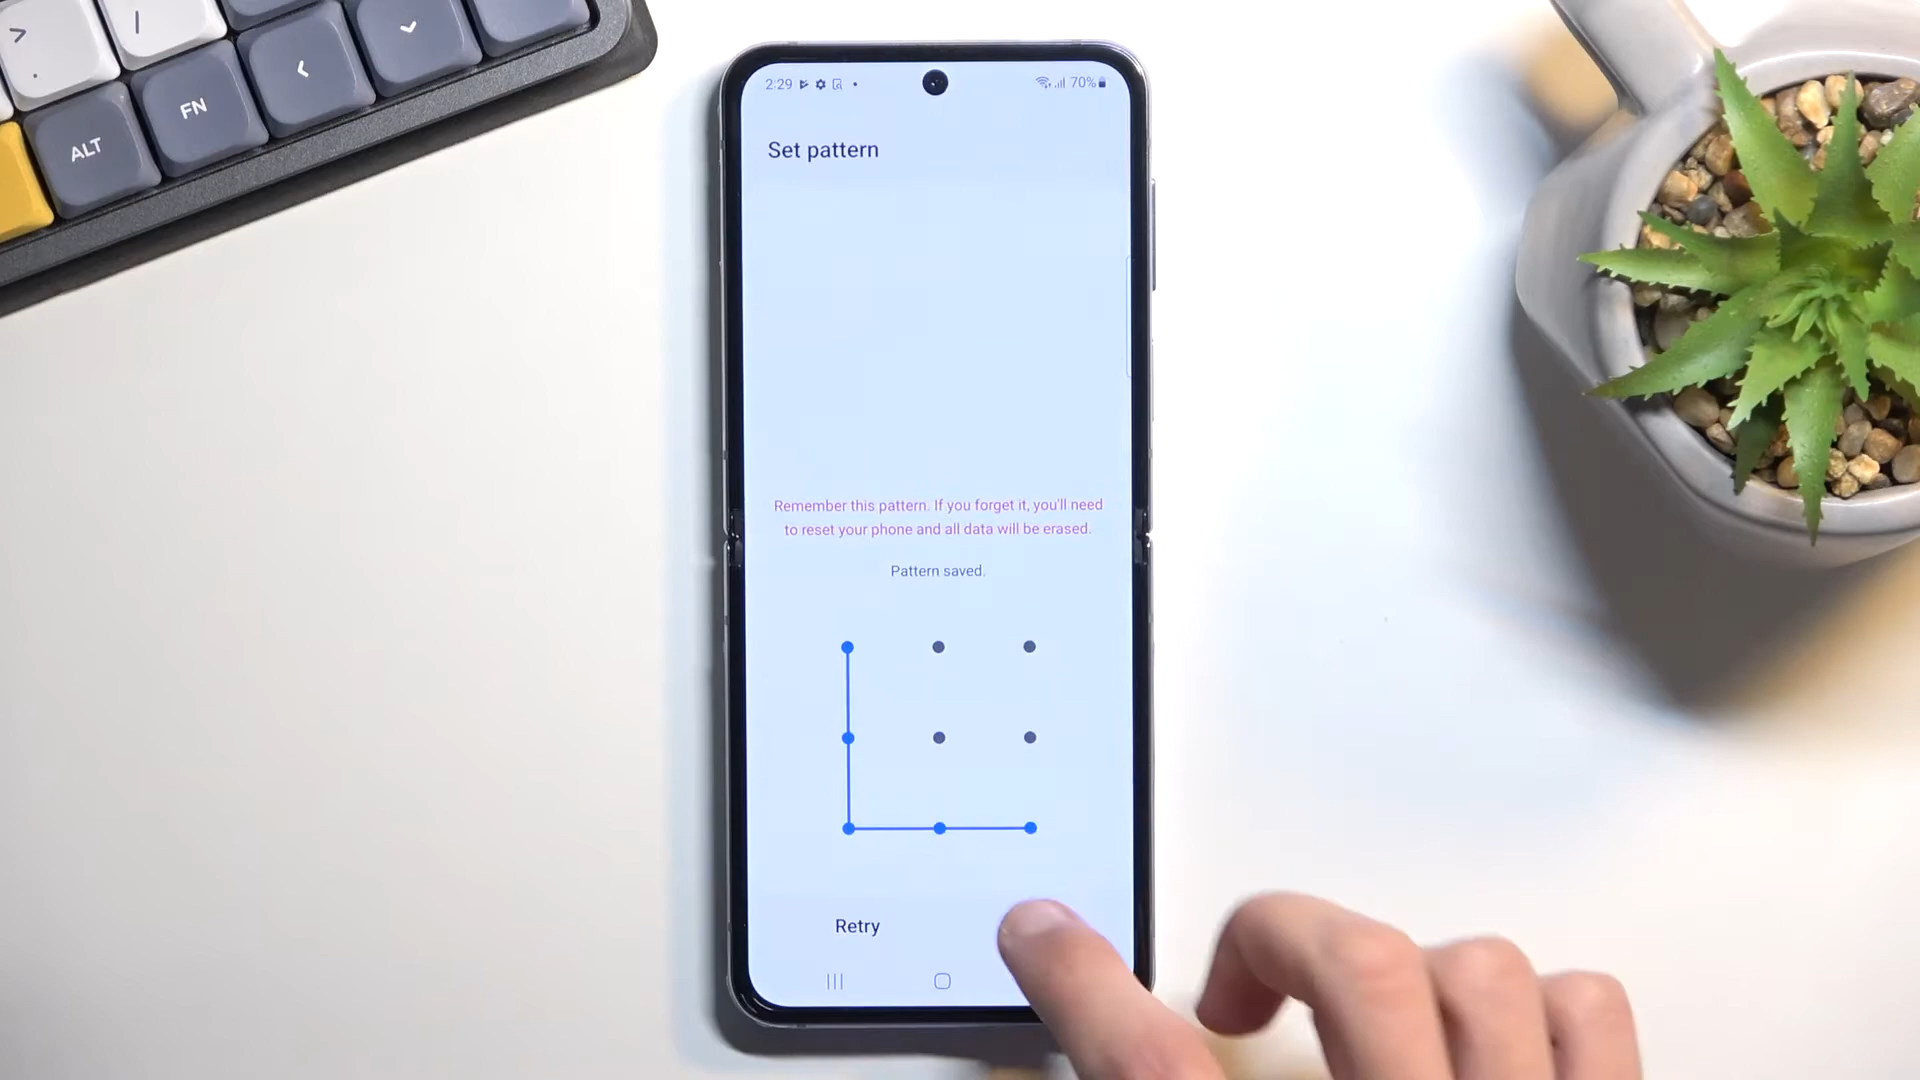 > /
.
ALT FN < ⌄
2:29 70%
Set pattern
Remember this pattern. If you forget it, you'll need
to reset your phone and all data will be erased.
Pattern saved.
Retry